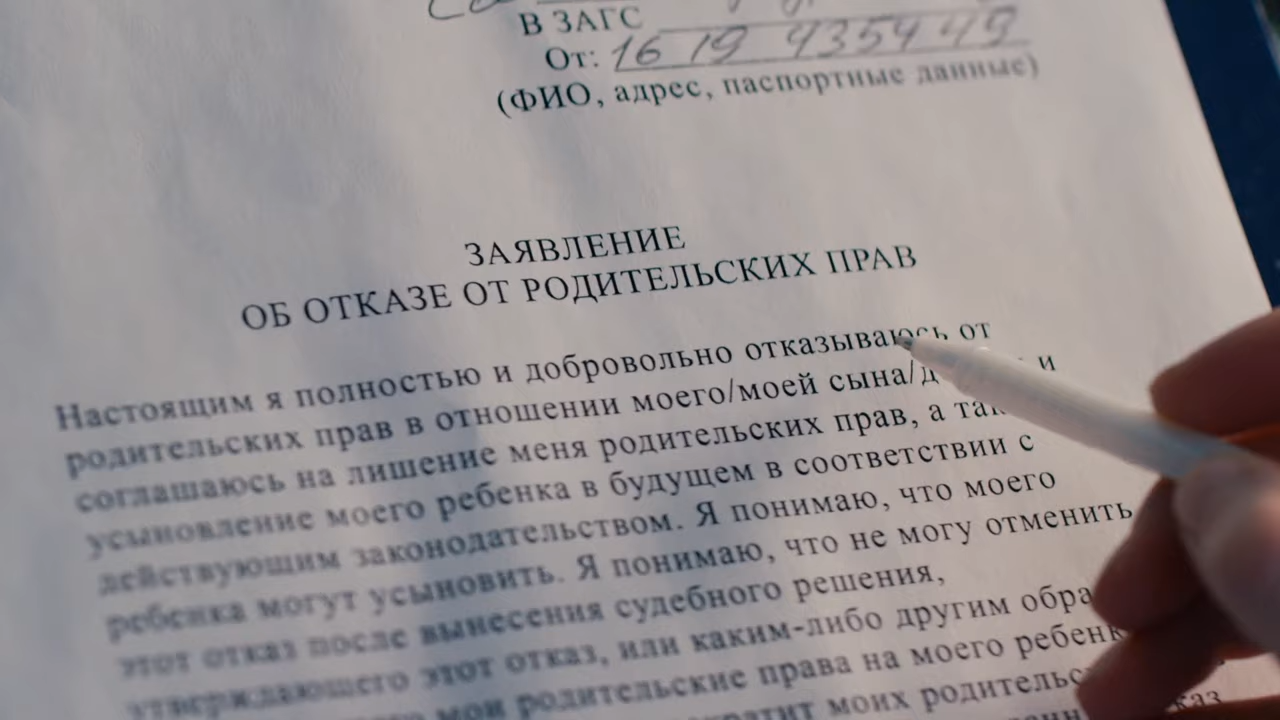 В ЗАГС
От: 16 19 435449
(ФИО, адрес, паспортные данные)
ЗАЯВЛЕНИЕ
ОБ ОТКАЗЕ ОТ РОДИТЕЛЬСКИХ ПРАВ
Настоящим я полностью и добровольно отказываюсь от
родительских прав в отношении моего/моей сына/ и
соглашаюсь на лишение меня родительских прав, а
усыновление моего ребенка в будущем в соответствии с
действующим законодательством. Я понимаю, что моего
ребенка могут усыновить. Я понимаю, что не могу отменить
этот отказ после вынесения судебного решения,
утверждающего этот отказ, или каким-либо другим
мои родительские права на моего
моих